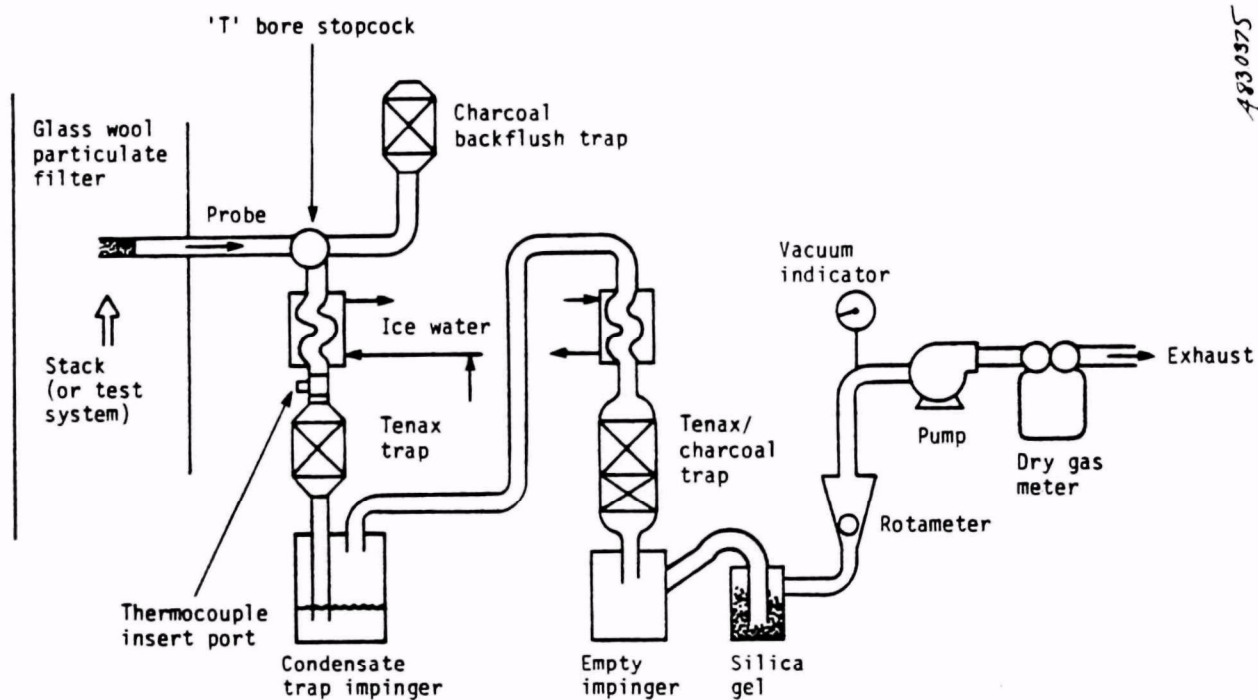 'T' bore stopcock
A830375
Glass wool
particulate
filter
Charcoal
backflush trap
Probe
Vacuum
indicator
Ice water
Exhaust
Stack
(or test
system)
Tenax
trap
Tenax/
charcoal
trap
Pump
Dry gas
meter
Rotameter
Thermocouple
insert port
Condensate
trap impinger
Empty
impinger
Silica
gel